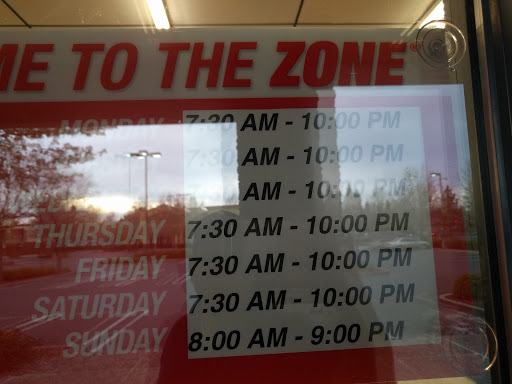 ME TO THE ZONE
MONDAY 7:30 AM - 10:00 PM
AM - 10:00 PM
AM - 10:00 PM
THURSDAY 7:30 AM - 10:00 PM
FRIDAY 7:30 AM - 10:00 PM
SATURDAY 7:30 AM - 10:00 PM
SUNDAY 8:00 AM - 9:00 PM